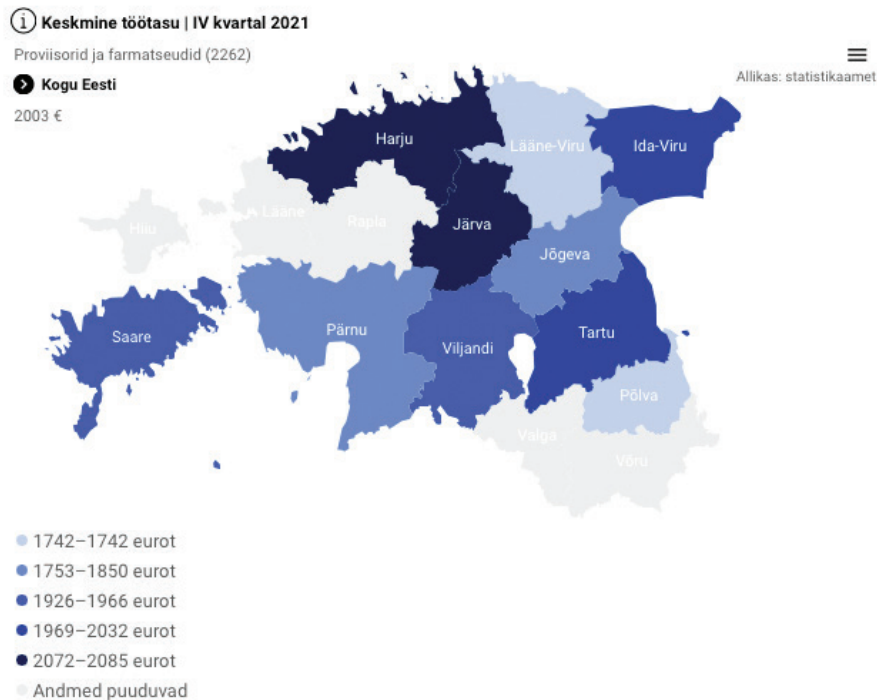 i Keskmine töötasu | IV kvartal 2021
Proviisorid ja farmatseudid (2262)
Kogu Eesti
Allikas: statistikaamet
2003 €
Harju
Lääne-Viru
Ida-Viru
Lääne
Rapla
Hiiu
Järva
Jõgeva
Saare
Pärnu
Viljandi
Tartu
Põlva
Valga
Võru
1742–1742 eurot
1753–1850 eurot
1926–1966 eurot
1969–2032 eurot
2072–2085 eurot
Andmed puuduvad